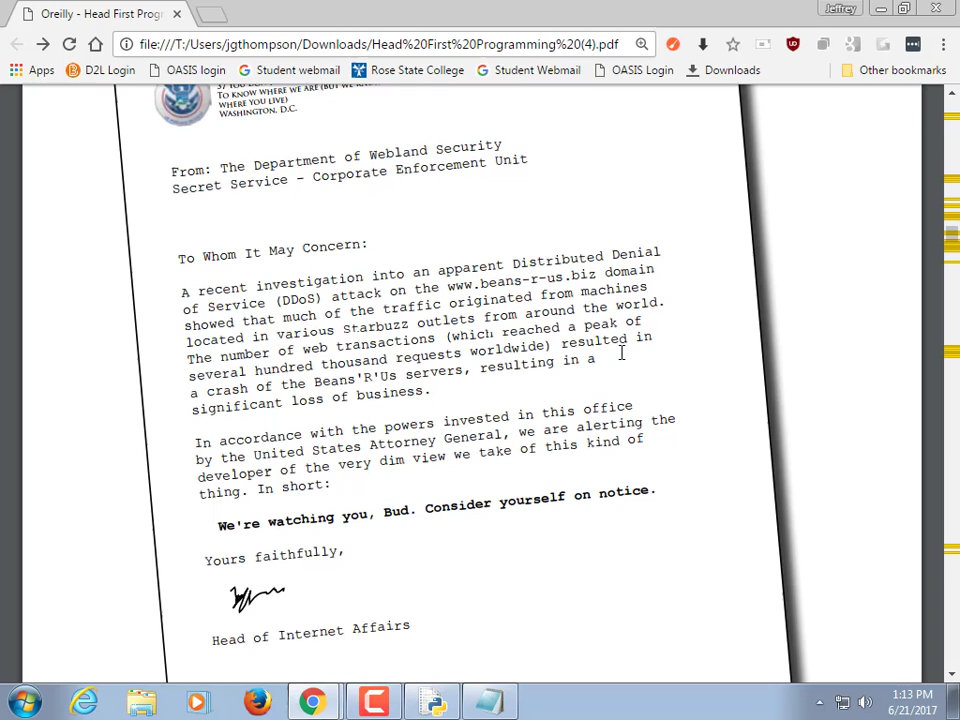 Oreilly - Head First Progr
Jeffrey
file:///T:/Users/jgthompson/Downloads/Head%20First%20Programming%20(4).pdf
Apps
D2L Login
OASIS login
Student webmail
Rose State College
Student Webmail
OASIS Login
Downloads
Other bookmarks
To know where we are (but we
where you live)
Washington, D.C.
From: The Department of Webland Security
Secret Service - Corporate Enforcement Unit
To Whom It May Concern:
A recent investigation into an apparent Distributed Denial
of Service (DDoS) attack on the www.beans-r-us.biz domain
showed that much of the traffic originated from machines
located in various Starbuzz outlets from around the world.
The number of web transactions (which reached a peak of
several hundred thousand requests worldwide) resulted in
a crash of the Beans'R'Us servers, resulting in a
significant loss of business.
In accordance with the powers invested in this office
by the United States Attorney General, we are alerting the
developer of the very dim view we take of this kind of
thing. In short:
We're watching you, Bud. Consider yourself on notice.
Yours faithfully,
Head of Internet Affairs
1:13 PM
6/21/2017